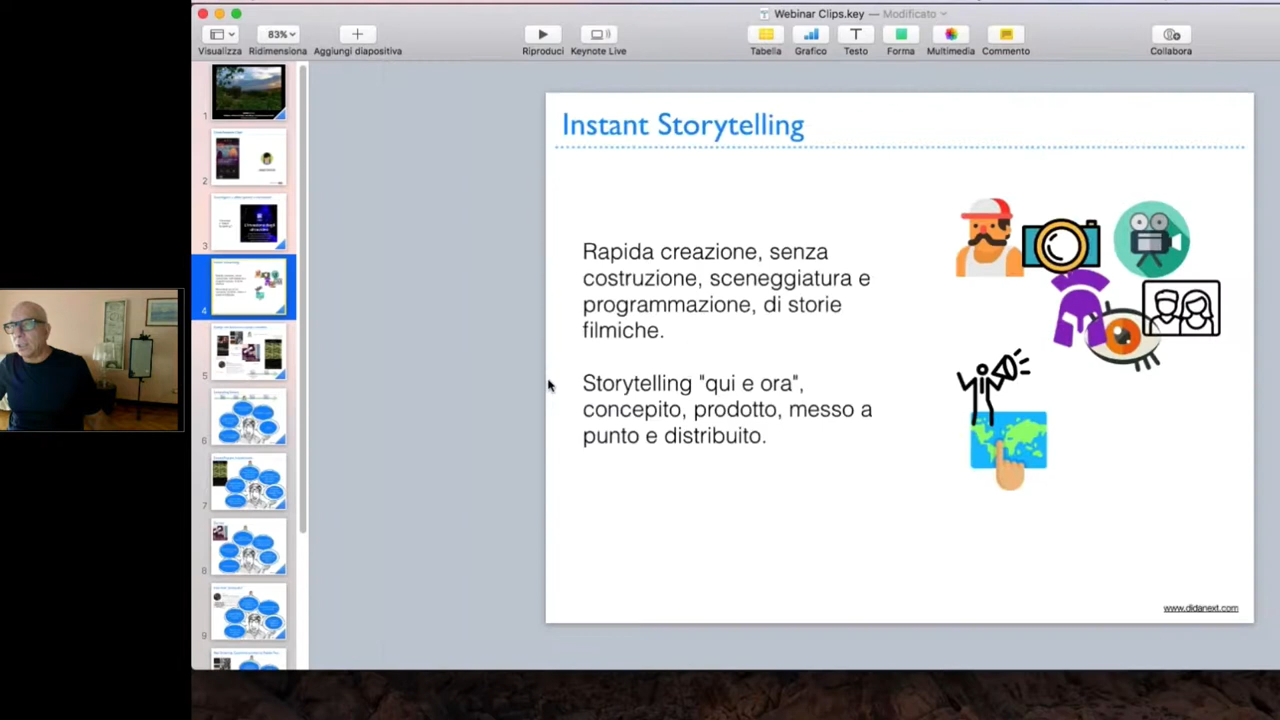 Webinar Clips.key — Modificato
83%
Visualizza
Ridimensiona
Aggiungi diapositiva
Riproduci
Keynote Live
Tabella
Grafico
Testo
Forma
Multimedia
Commento
Collabora
1
2
3
4
5
6
7
8
9
Instant Storytelling
Rapida creazione, senza
costruzione, sceneggiatura e
programmazione, di storie
filmiche.
Storytelling "qui e ora",
concepito, prodotto, messo a
punto e distribuito.
www.didanext.com